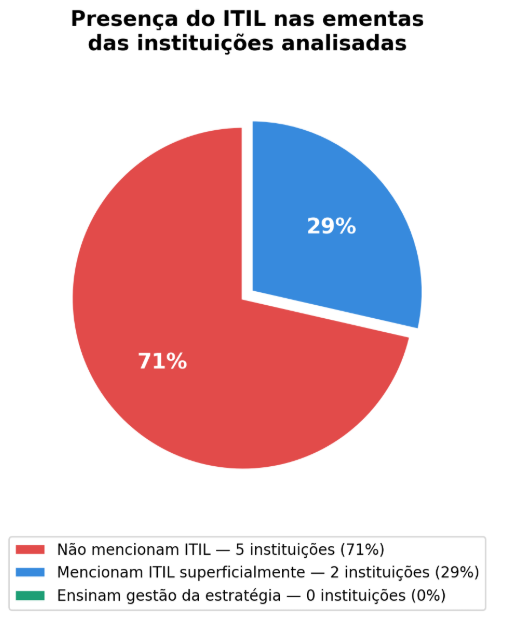 Presença do ITIL nas ementas
das instituições analisadas
29%
71%
Não mencionam ITIL — 5 instituições (71%)
Mencionam ITIL superficialmente — 2 instituições (29%)
Ensinam gestão da estratégia — 0 instituições (0%)